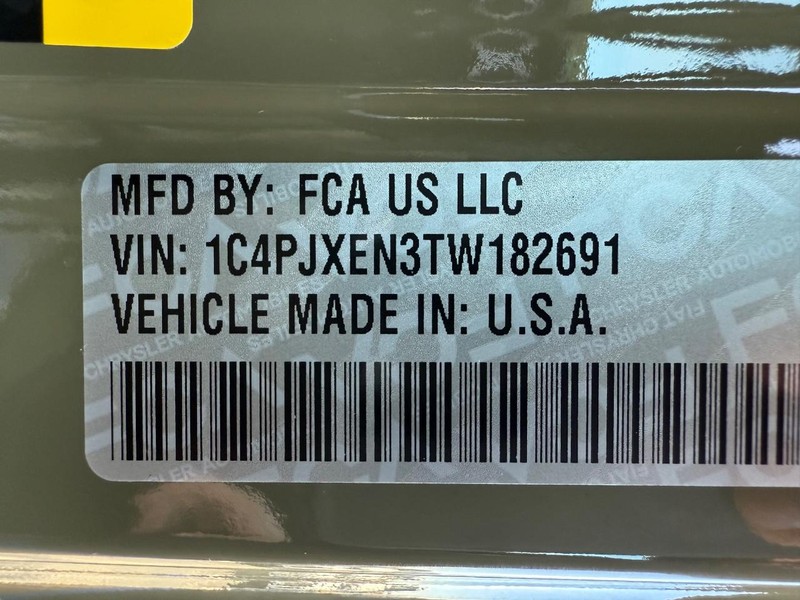 MFD BY: FCA US LLC
VIN: 1C4PJXEN3TW182691
VEHICLE MADE IN: U.S.A.